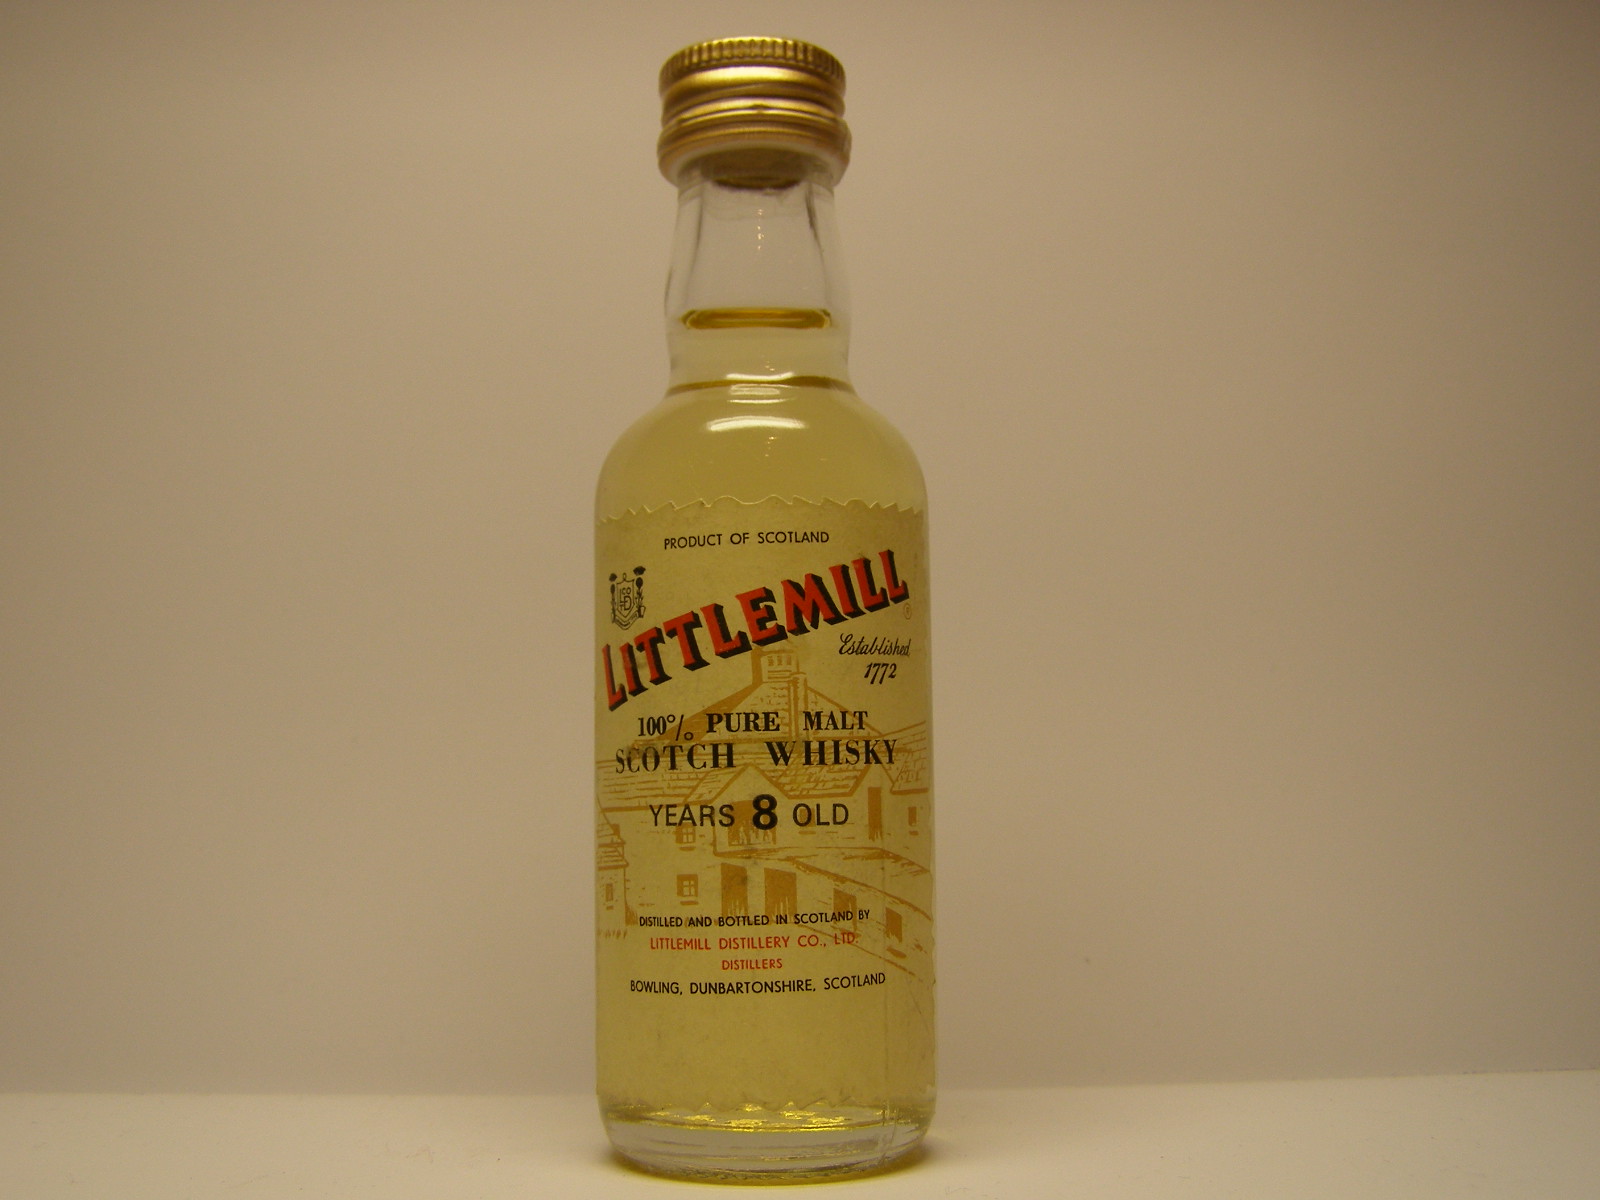 PRODUCT OF SCOTLAND
LITTLEMILL
Established
1772
100% PURE MALT
SCOTCH WHISKY
YEARS 8 OLD
DISTILLED AND BOTTLED IN SCOTLAND BY
LITTLEMILL DISTILLERY CO., LTD.
DISTILLERS
BOWLING, DUNBARTONSHIRE, SCOTLAND